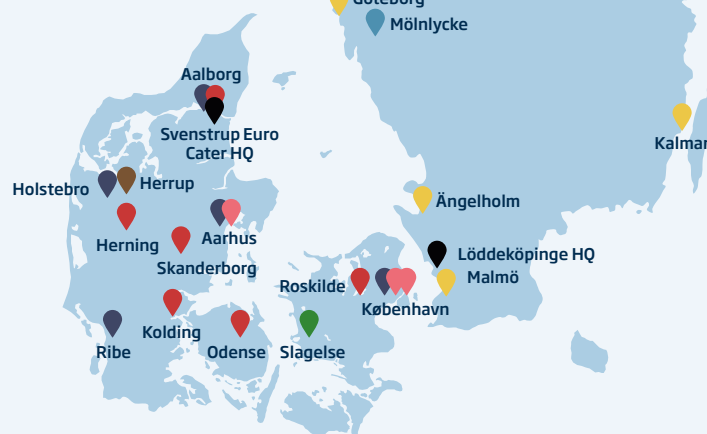 Göteborg
Mölnlycke
Aalborg
Svenstrup Euro
Cater HQ
Kalmar
Holstebro
Herrup
Ängelholm
Herning
Aarhus
Skanderborg
Löddeköpinge HQ
Malmö
Roskilde
København
Kolding
Ribe
Odense
Slagelse